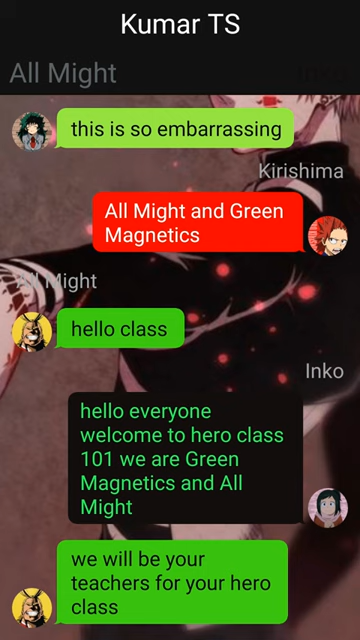 Kumar TS
All Might
this is so embarrassing
Kirishima
All Might and Green
Magnetics
All Might
hello class
Inko
hello everyone
welcome to hero class
101 we are Green
Magnetics and All
Might
we will be your
teachers for your hero
class